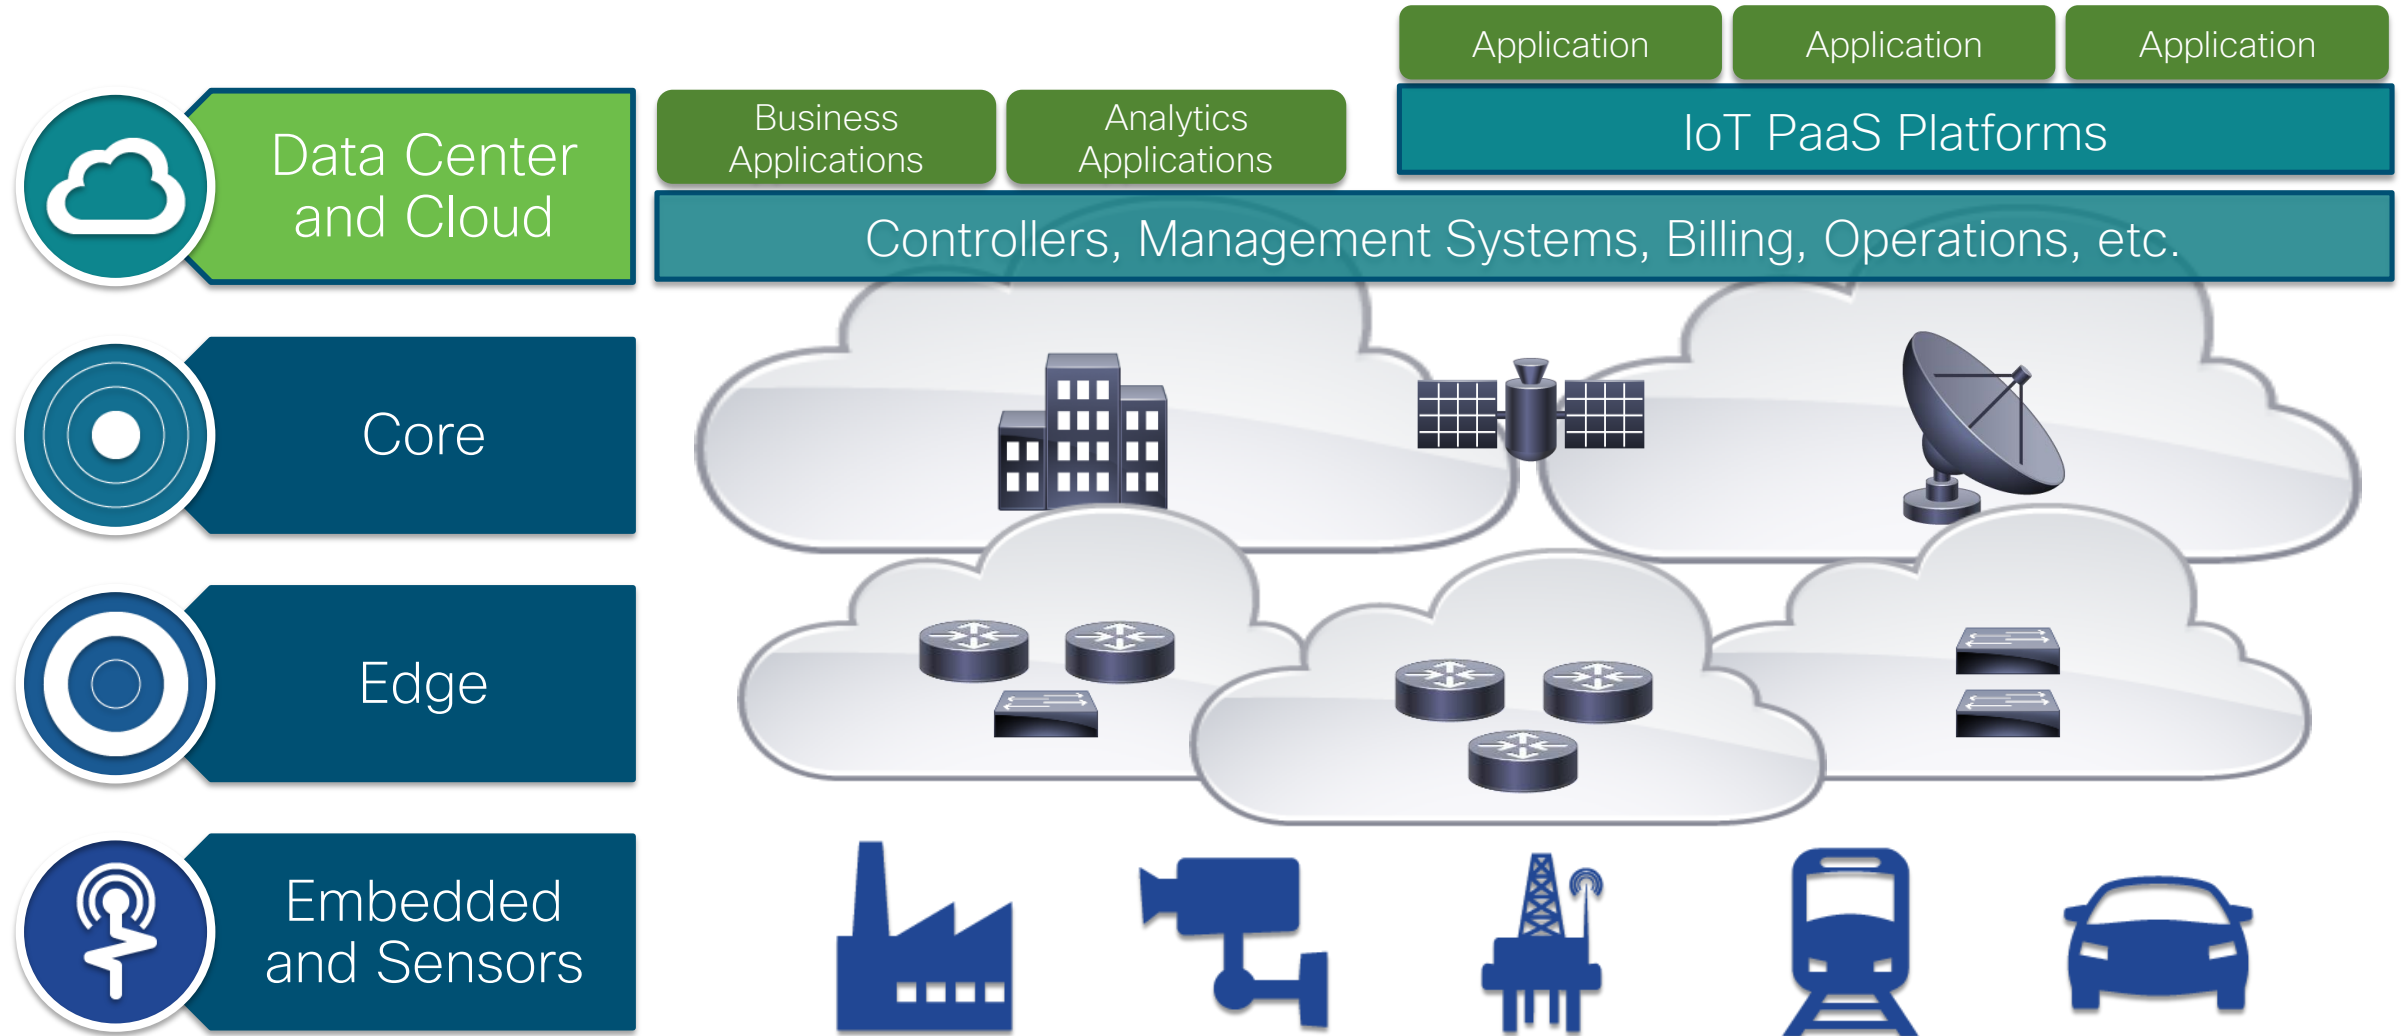 Application
Application
Application
IoT PaaS Platforms
Business
Applications
Analytics
Applications
Data Center
and Cloud
Controllers, Management Systems, Billing, Operations, etc.
Core
Edge
Embedded
and Sensors